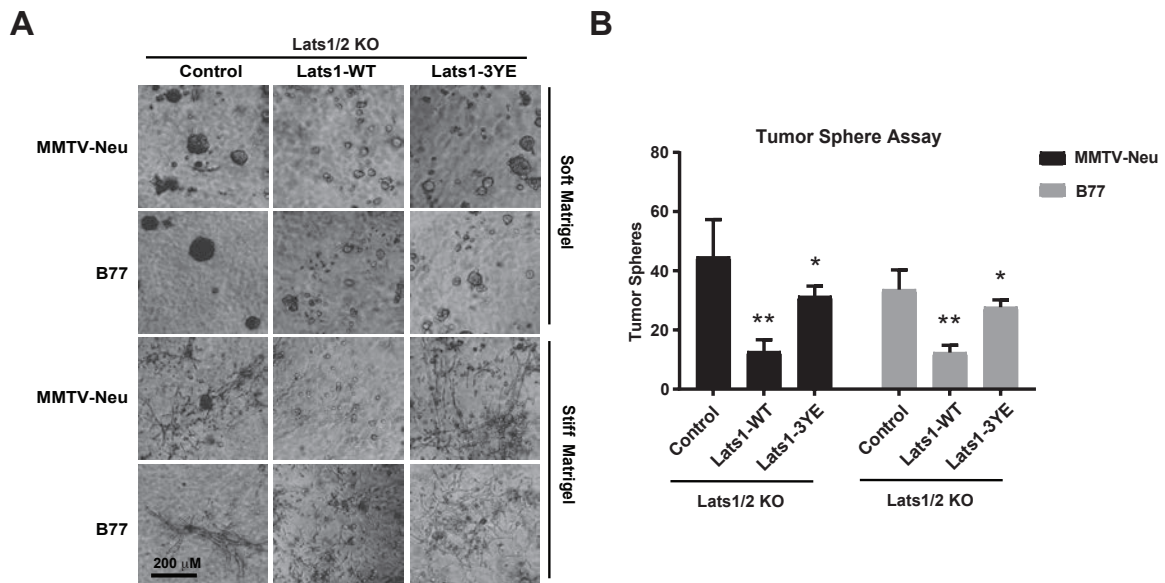 A
Lats1/2 KO
Control Lats1-WT Lats1-3YE
MMTV-Neu
B77
Soft Matrigel
MMTV-Neu
B77
Stiff Matrigel
200 μM
B
Tumor Sphere Assay
MMTV-Neu
B77
Tumor Spheres
80
60
40
20
0
** * ** *
Control Lats1-WT Lats1-3YE Control Lats1-WT Lats1-3YE
Lats1/2 KO Lats1/2 KO